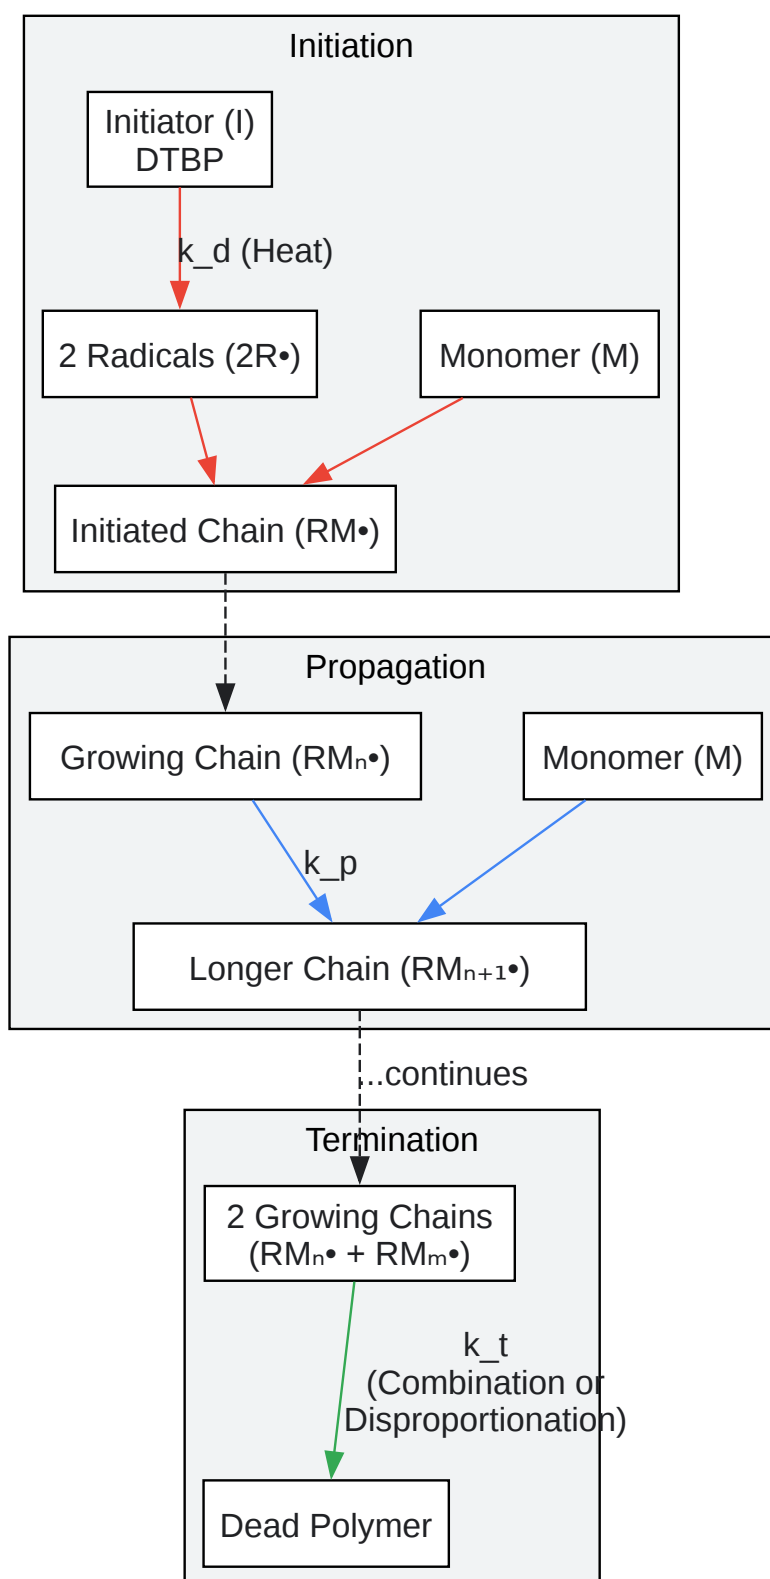 Initiation
Initiator (I)
DTBP
k_d (Heat)
2 Radicals (2R•)
Monomer (M)
Initiated Chain (RM•)
Propagation
Growing Chain (RMₙ•)
Monomer (M)
k_p
Longer Chain (RMₙ₊₁•)
...continues
Termination
2 Growing Chains
(RMₙ• + RMₘ•)
k_t
(Combination or
Disproportionation)
Dead Polymer